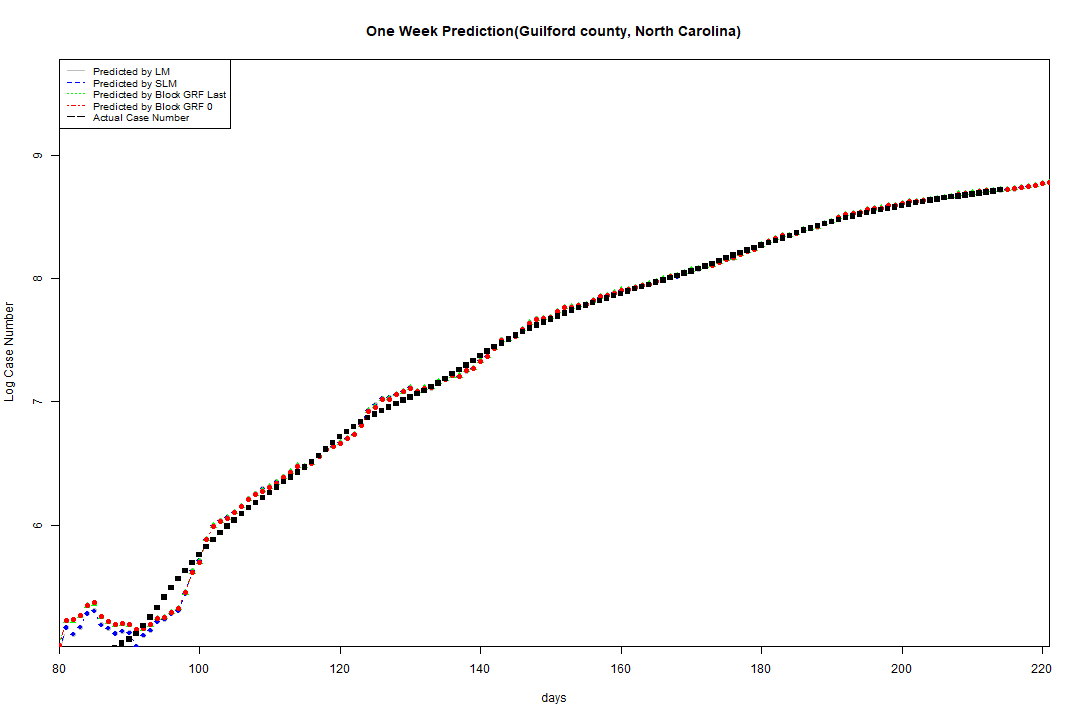 One Week Prediction(Guilford county, North Carolina)
Predicted by LM
Predicted by SLM
Predicted by Block GRF Last
Predicted by Block GRF 0
Actual Case Number
9
8
7
6
Log Case Number
80 100 120 140 160 180 200 220
days